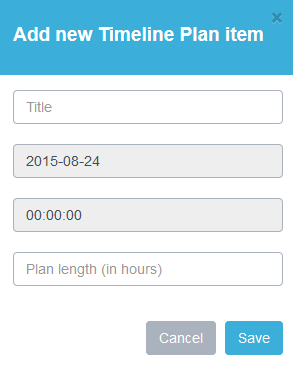 ×
Add new Timeline Plan item
Title
2015-08-24
00:00:00
Plan length (in hours)
Cancel Save